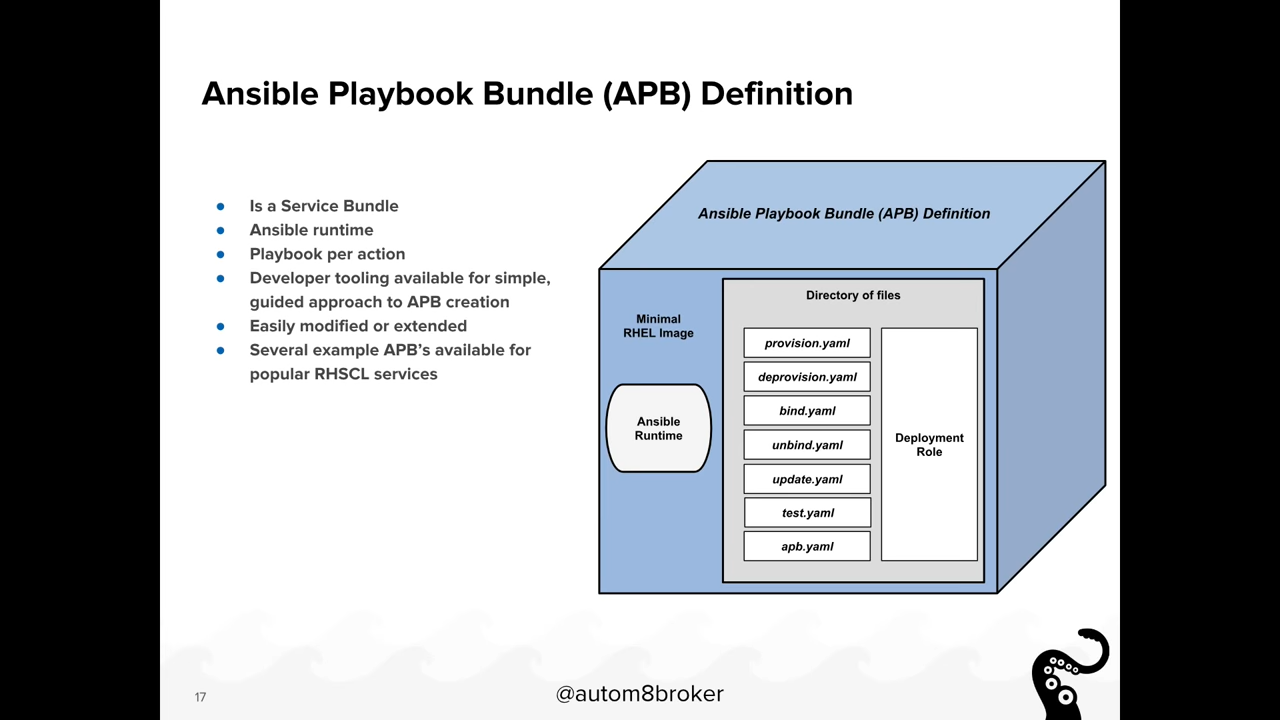 Ansible Playbook Bundle (APB) Definition
● Is a Service Bundle
● Ansible runtime
● Playbook per action
● Developer tooling available for simple,
guided approach to APB creation
● Easily modified or extended
● Several example APB’s available for
popular RHSCL services
Ansible Playbook Bundle (APB) Definition
Minimal
RHEL Image
Ansible
Runtime
Directory of files
provision.yaml
deprovision.yaml
bind.yaml
unbind.yaml
update.yaml
test.yaml
apb.yaml
Deployment
Role
17
@autom8broker